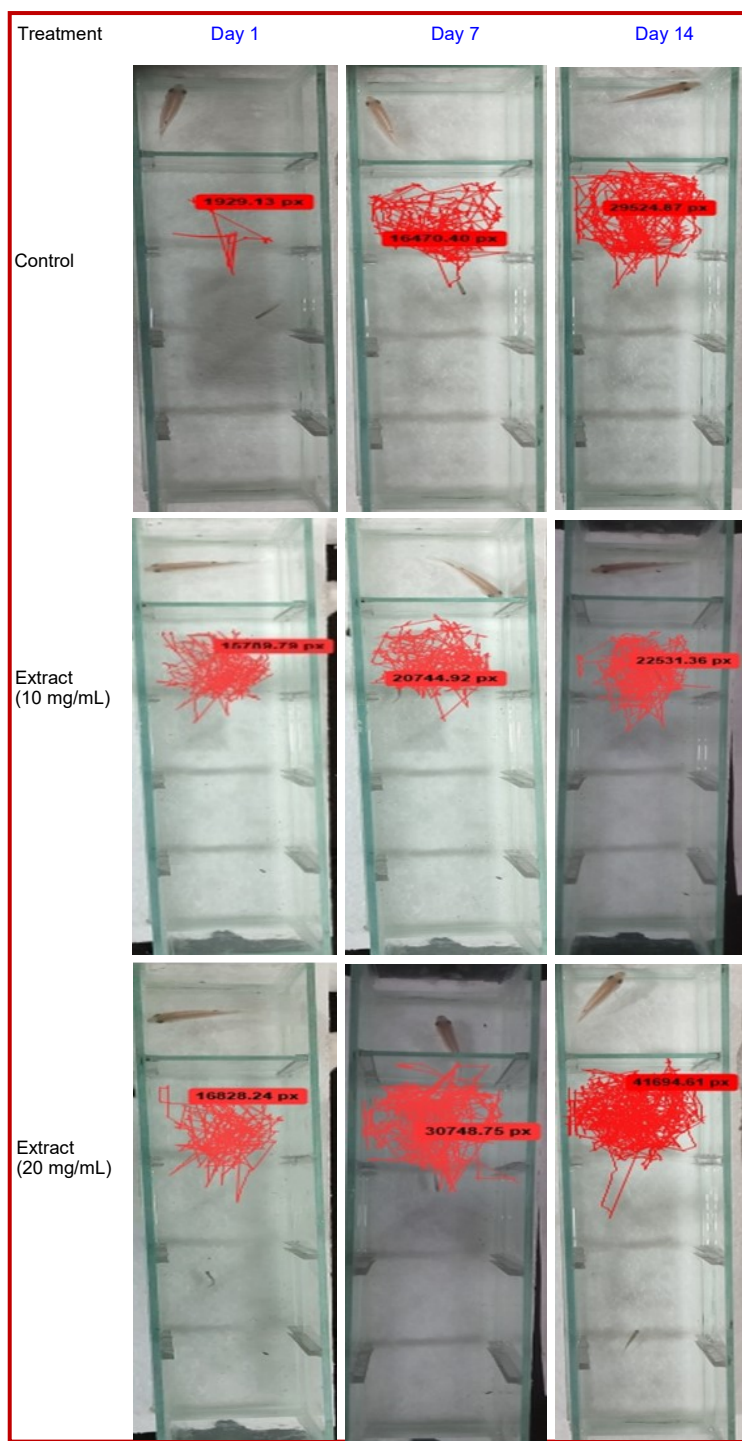 Treatment Day 1 Day 7 Day 14
Control
1929.13 px
16470.40 px
29524.87 px
Extract
(10 mg/mL)
15789.79 px
20744.92 px
22531.36 px
Extract
(20 mg/mL)
16828.24 px
30748.75 px
41694.61 px